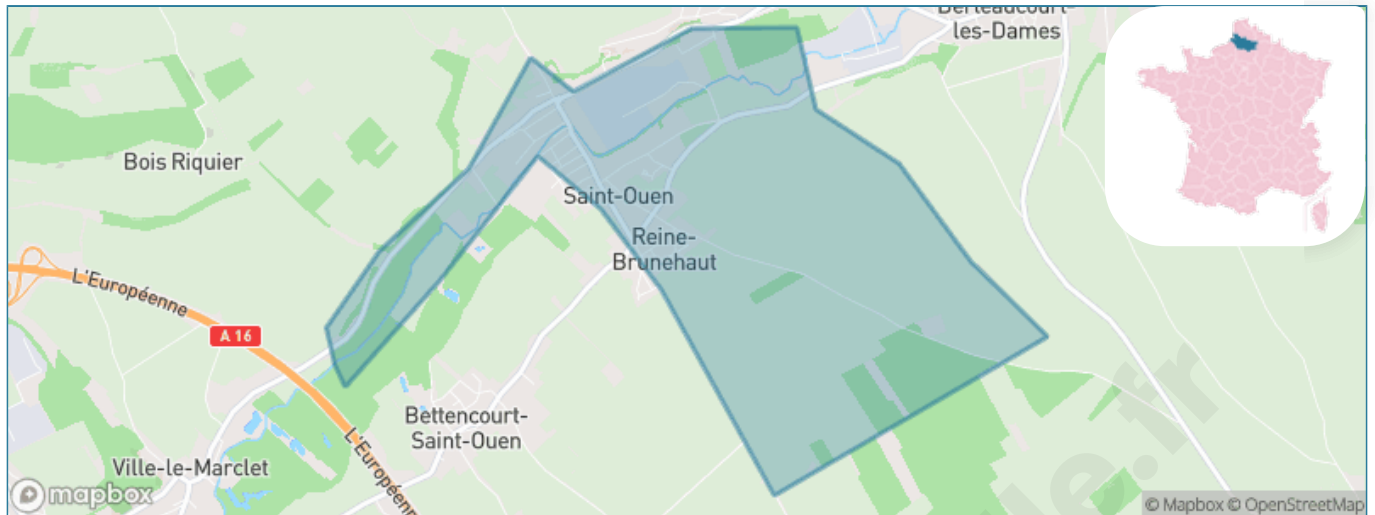 Berteaucourt-
les-Dames
Bois Riquier
Saint-Ouen
Reine-
Brunehaut
L'Européenne
A 16
Bettencourt-
Saint-Ouen
L'Européenne
Ville-le-Marclet
mapbox
© Mapbox © OpenStreetMap